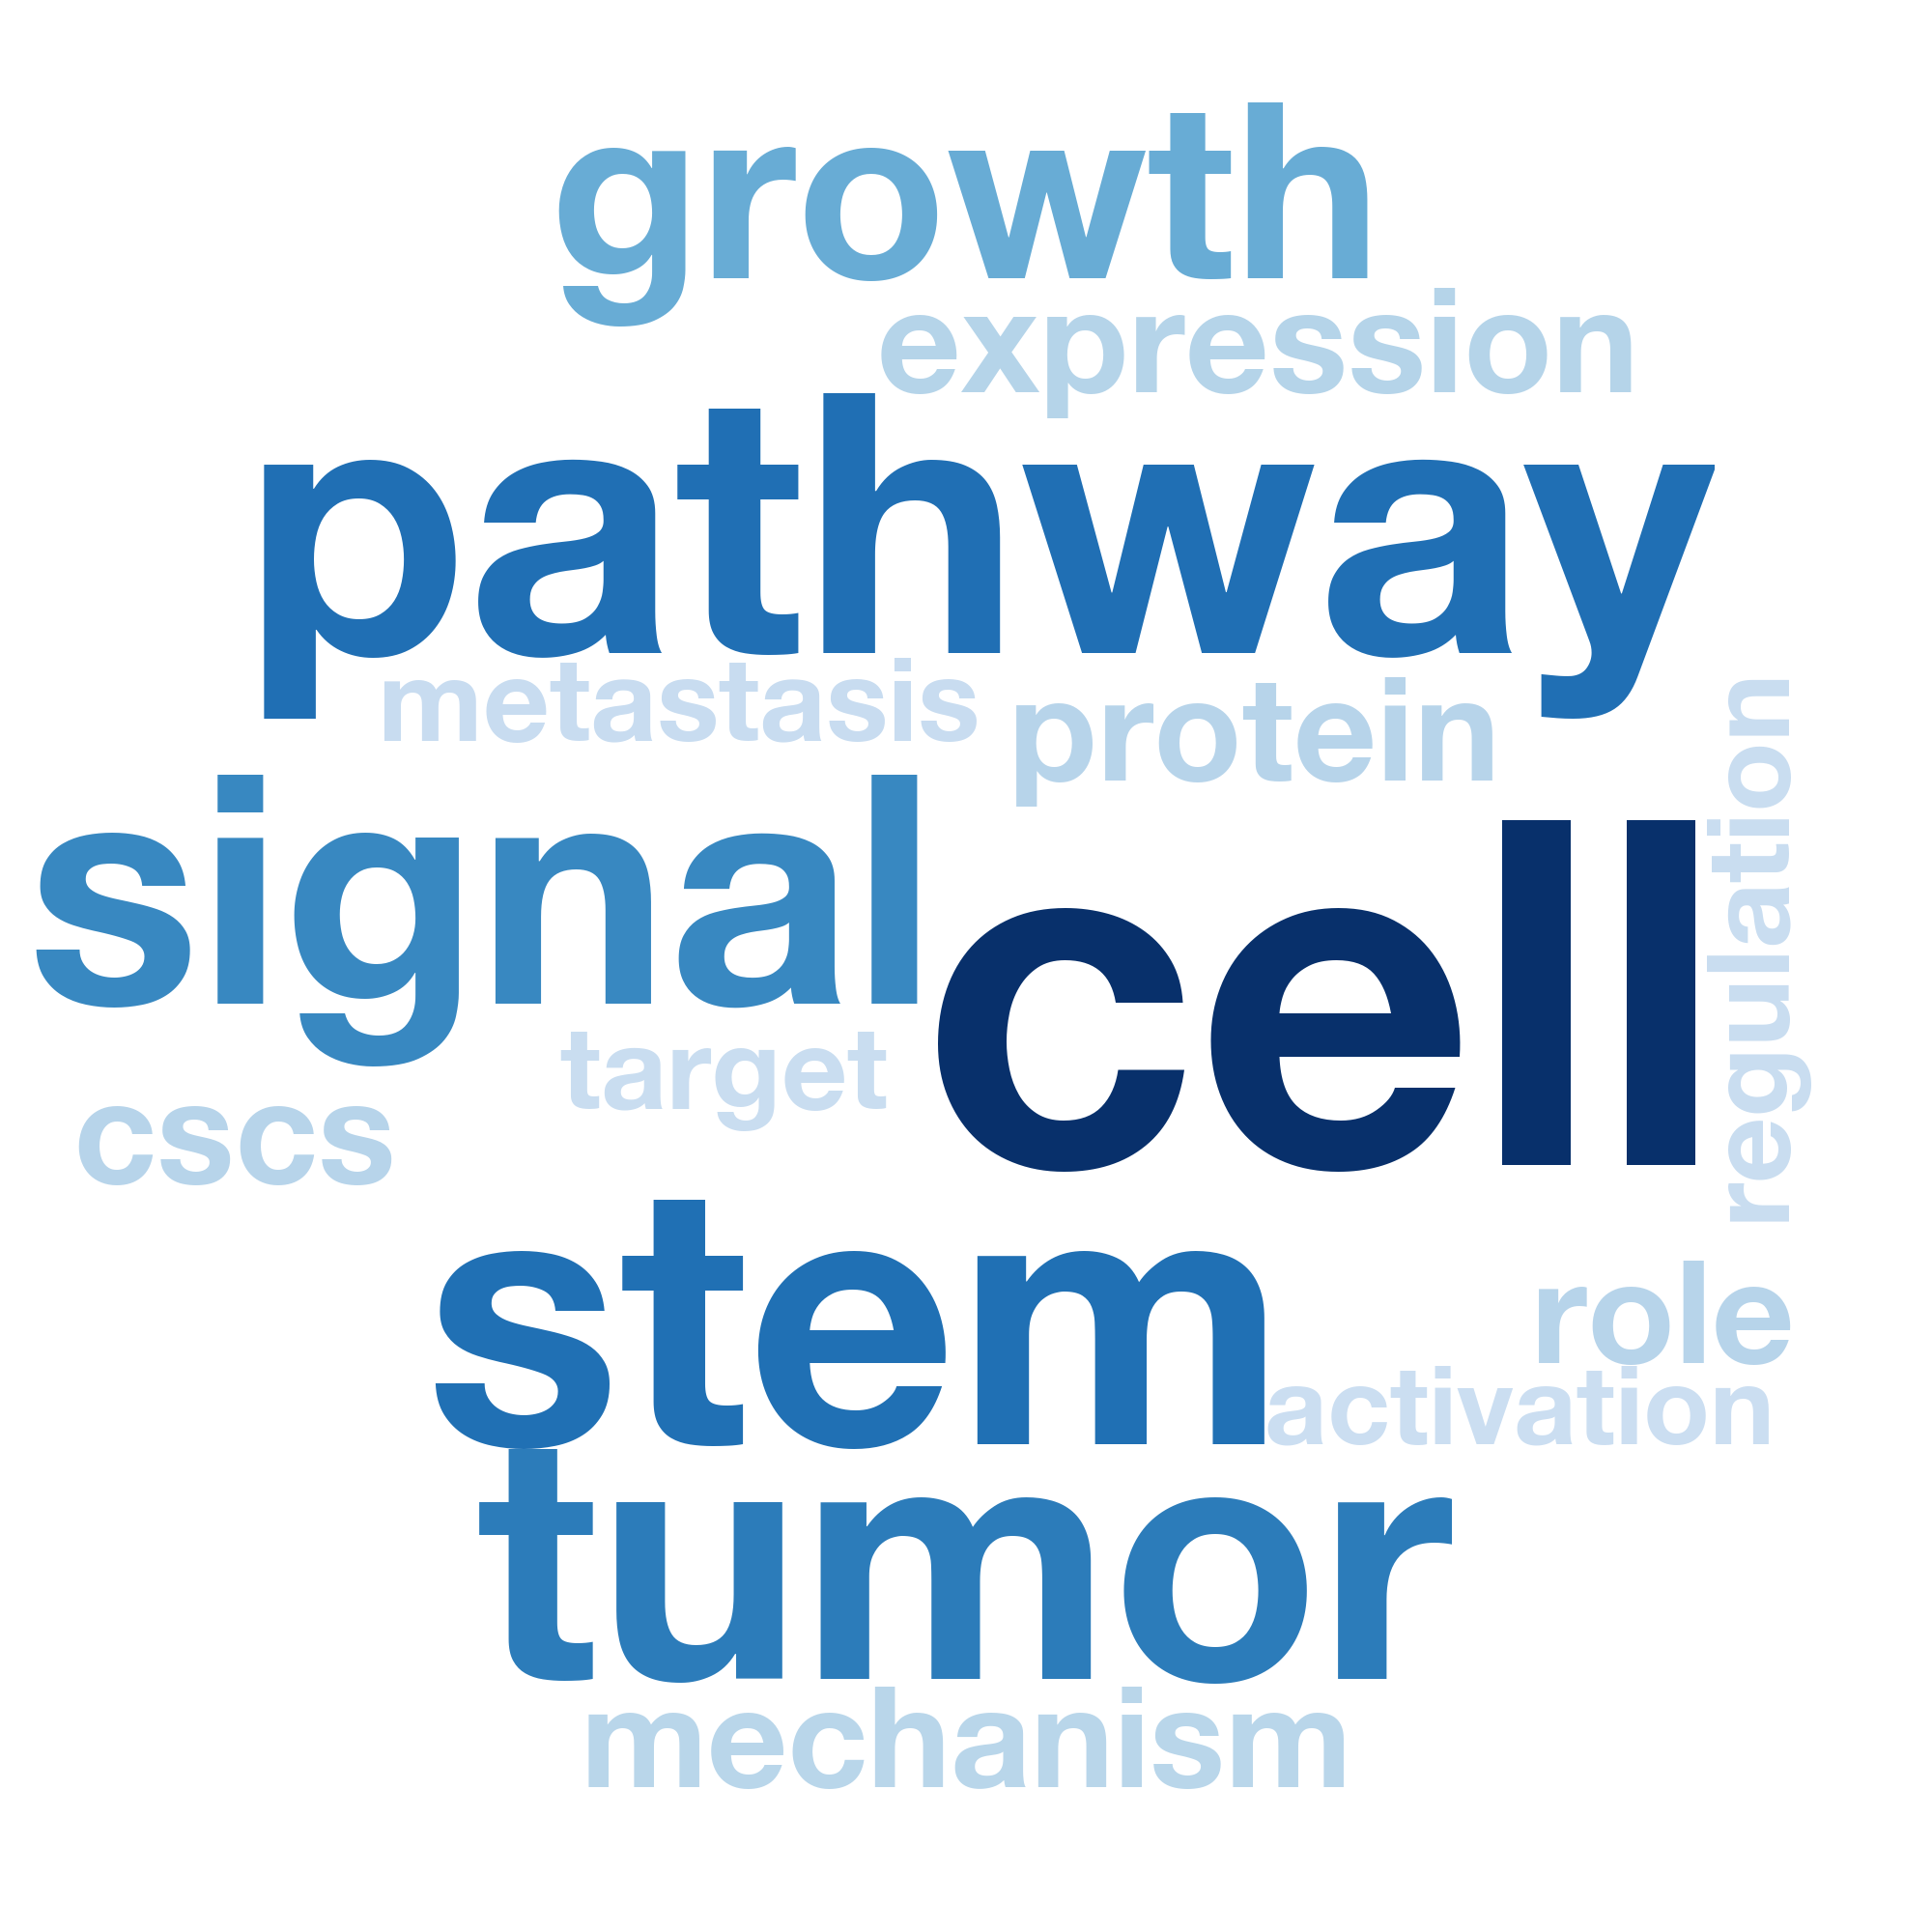 growth
expression
pathway
metastasis
protein
regulation
signal
cell
target
cscs
stem
role
activation
tumor
mechanism